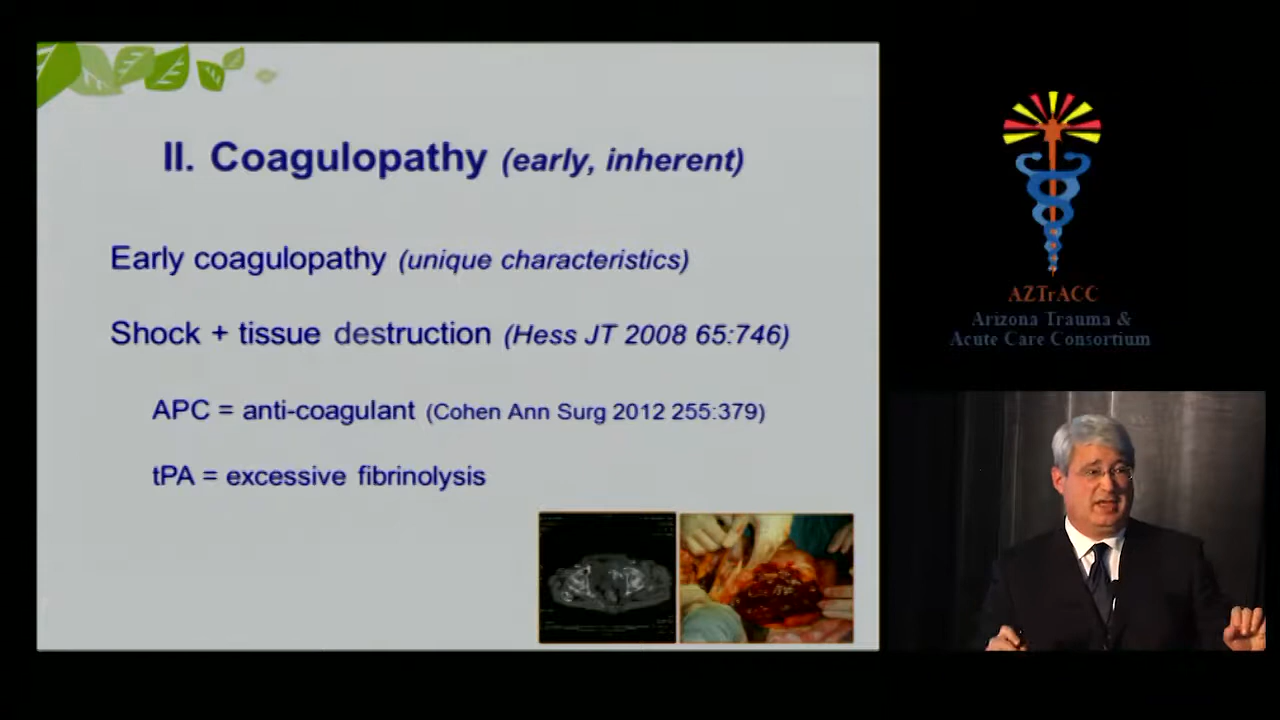 II. Coagulopathy (early, inherent)
Early coagulopathy (unique characteristics)
Shock + tissue destruction (Hess JT 2008 65:746)
APC = anti-coagulant (Cohen Ann Surg 2012 255:379)
tPA = excessive fibrinolysis
AZTrACC
Arizona Trauma &
Acute Care Consortium